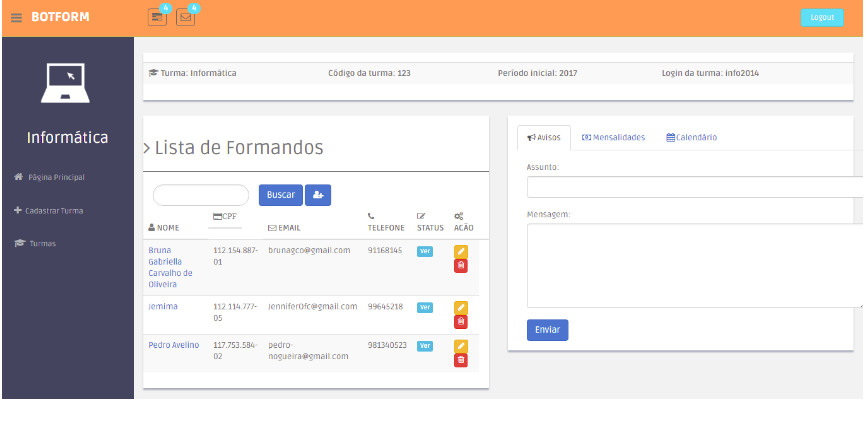 BOTFORM
4
4
Logout
Informática
Página Principal
Cadastrar Turma
Turmas
Turma: Informática Código da turma: 123 Período inicial: 2017 Login da turma: info2014
Lista de Formandos
Buscar
NOME CPF EMAIL TELEFONE STATUS AÇÃO
Bruna Gabriella Carvalho de Oliveira 112.154.887-01 brunagco@gmail.com 91168145 Ver
Jemima 112.114.777-05 Jennifer0fc@gmail.com 99645218 Ver
Pedro Avelino 117.753.584-02 pedro-nogueira@gmail.com 981340523 Ver
Avisos Mensalidades Calendário
Assunto:
Mensagem:
Enviar